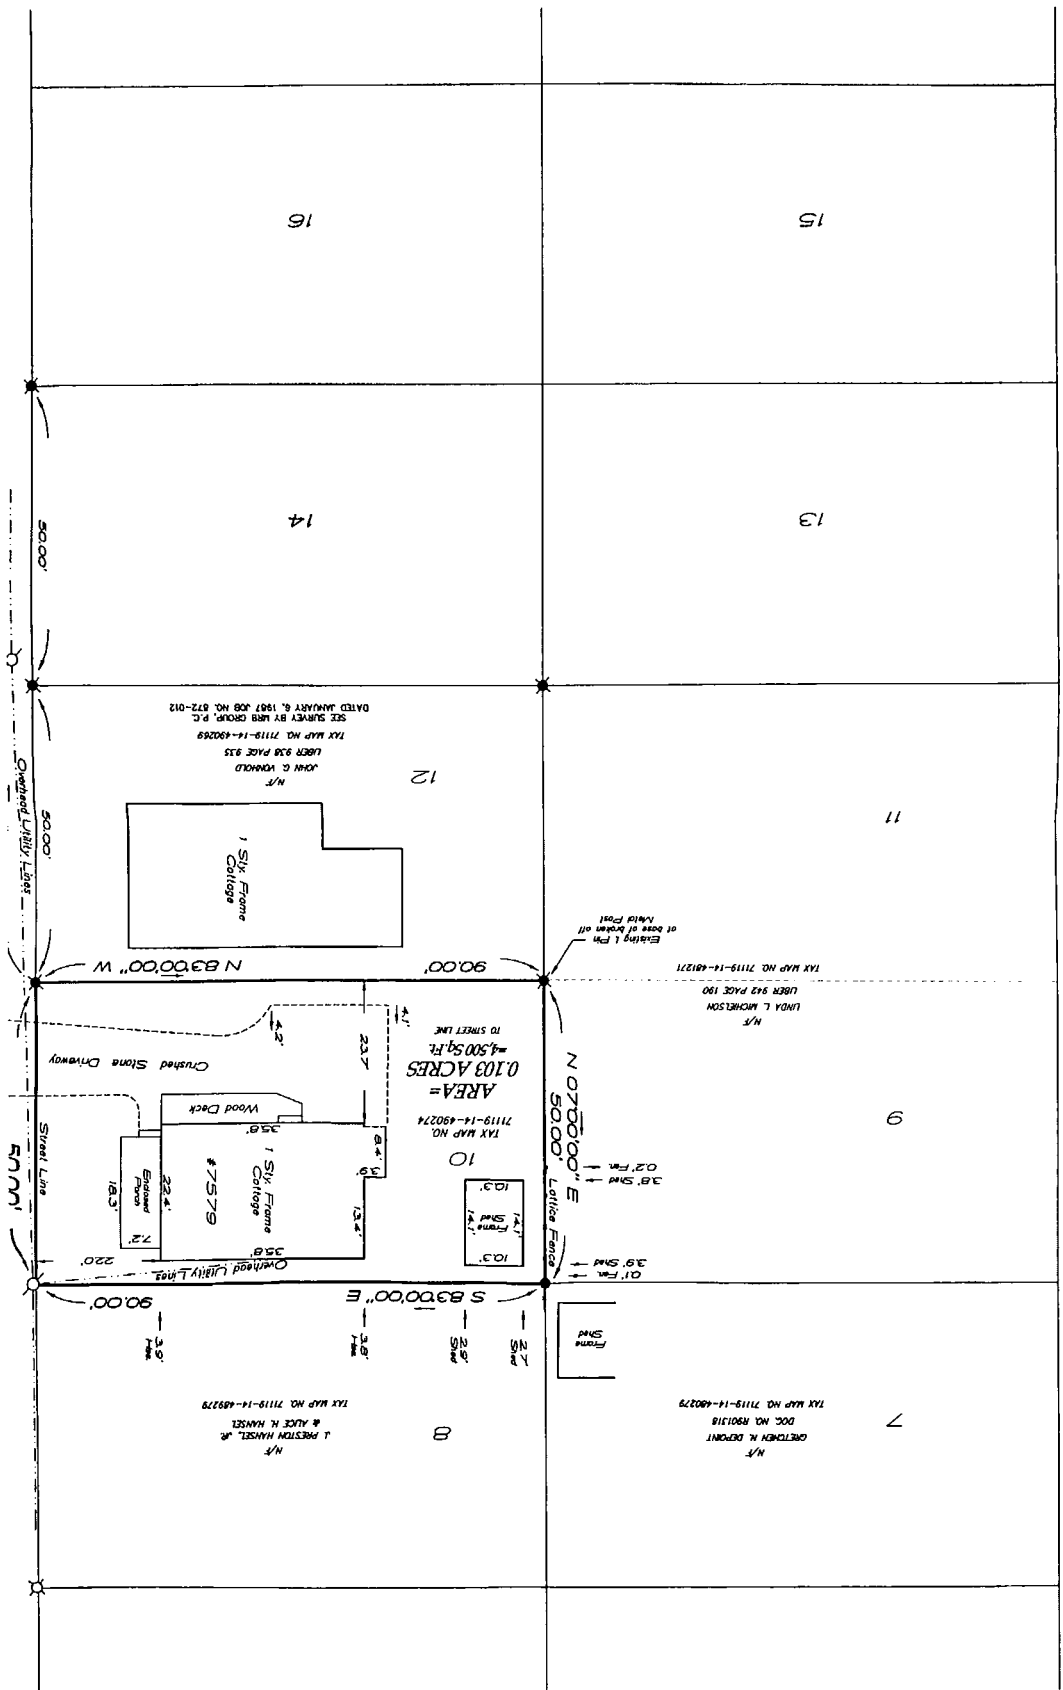 7
N/F
GRETCHEN N. DEPOINT
DOC. NO. R901318
TAX MAP NO. 71119-14-480279
8
N/F
J. PRESTON HANSEL, JR.
& ALICE H. HANSEL
TAX MAP NO. 71119-14-489279
Frame
Shed
2.7'
Shed
2.9'
Shed
3.8'
Hse.
3.9'
Hse.
S 83°00'00" E
90.00'
0.1' Fen.
3.9' Shed
3.8' Shed
0.2' Fen.
Lattice Fence
N 07°00'00" E
50.00'
Overhead Utility Lines
22.0'
10.3'
Frame
Shed
14.1'
14.1'
10.3'
35.8'
1 Sty. Frame
Cottage
#7579
13.4'
3.9'
8.4'
22.4'
35.8'
7.2'
Enclosed
Porch
18.3'
Street Line
50.00'
10
TAX MAP NO.
71119-14-490274
AREA=
0.103 ACRES
=4,500 Sq.Ft.
TO STREET LINE
Wood Deck
Crushed Stone Driveway
23.7'
4.1'
4.2'
9
N/F
LINDA L. MICHIELSON
LIBER 942 PAGE 190
TAX MAP NO. 71119-14-481271
N 83°00'00" W
90.00'
Existing I. Pin
at base of broken off
Metal Post
11
1 Sty. Frame
Cottage
12
N/F
JOHN G. VONHOLD
LIBER 938 PAGE 935
TAX MAP NO. 71119-14-490269
SEE SURVEY BY MRB GROUP, P.C.
DATED JANUARY 6, 1987 JOB NO. 872-012
50.00'
Overhead Utility Lines
13
14
50.00'
15
16